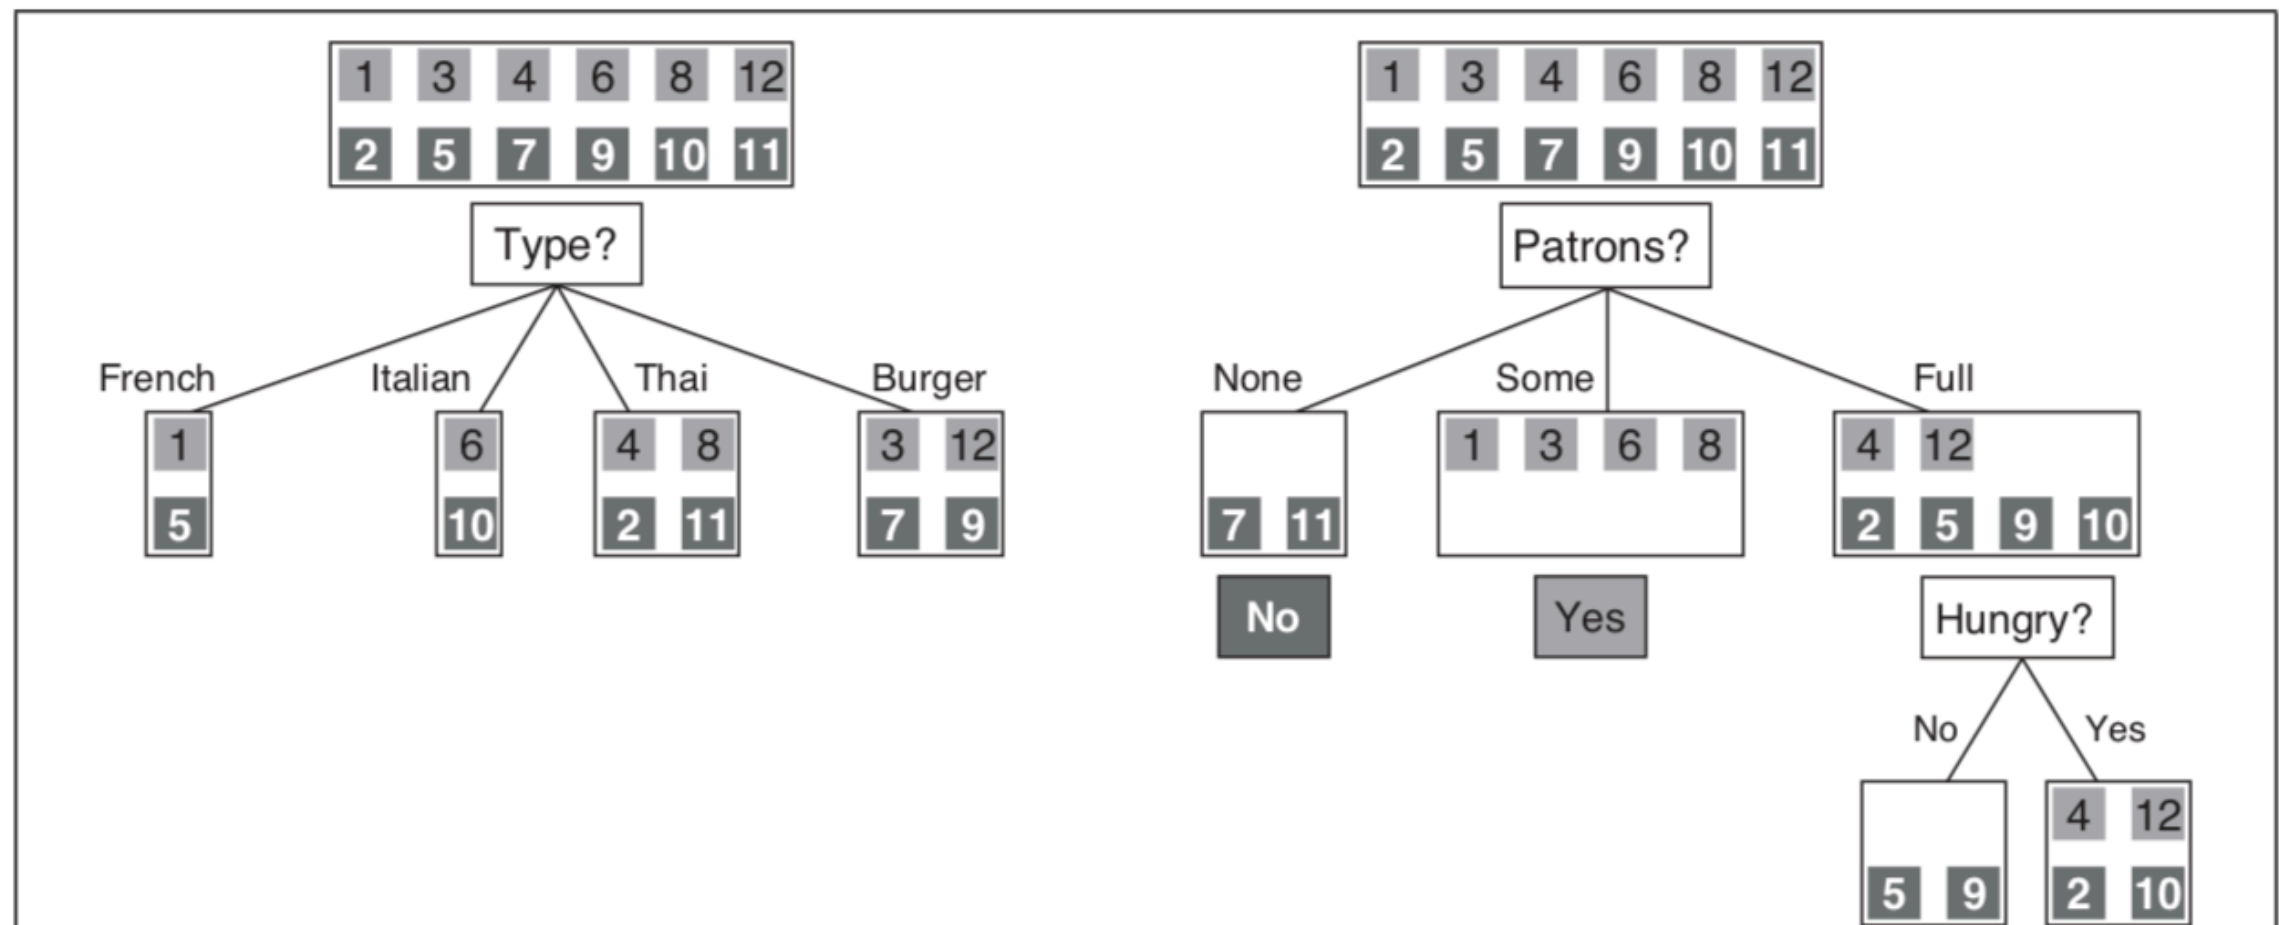 1 3 4 6 8 12
2 5 7 9 10 11
Type?
French Italian Thai Burger
1 6 4 8 3 12
5 10 2 11 7 9
1 3 4 6 8 12
2 5 7 9 10 11
Patrons?
None Some Full
1 3 6 8 4 12
7 11 2 5 9 10
No Yes Hungry?
No Yes
4 12
5 9 2 10